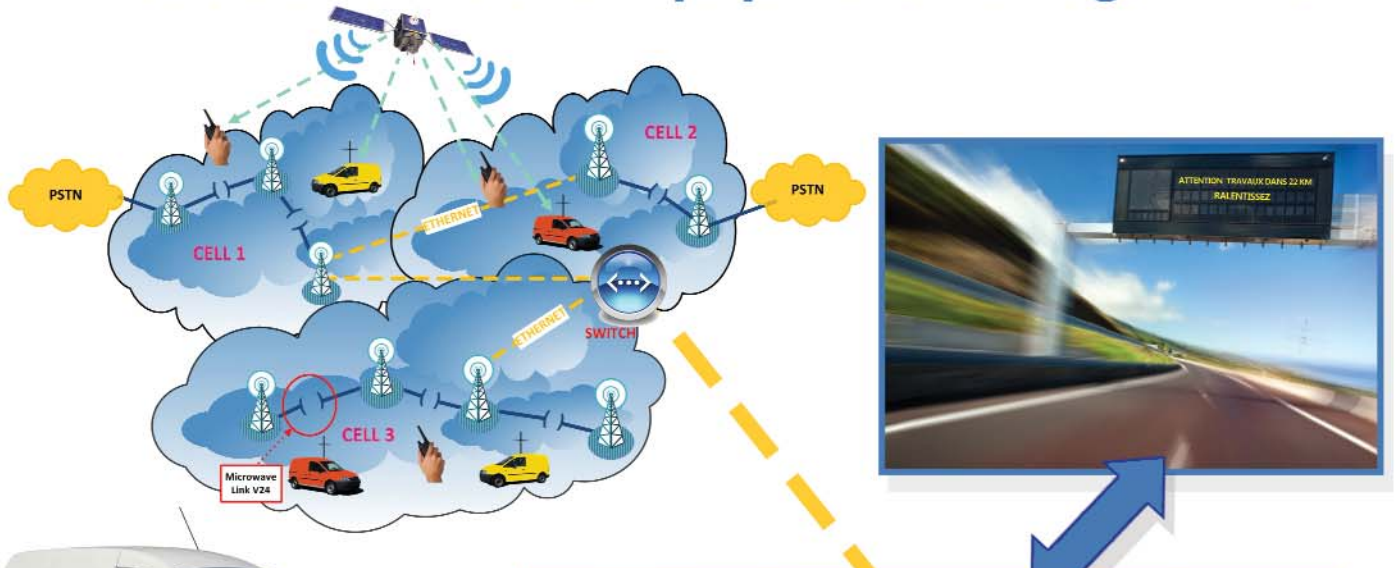 CELL 2
PSTN
PSTN
ATTENTION TRAVAUX DANS 22 KM
RALENTISSEZ
ETHERNET
CELL 1
ETHERNET
SWITCH
CELL 3
Microwave
Link V24